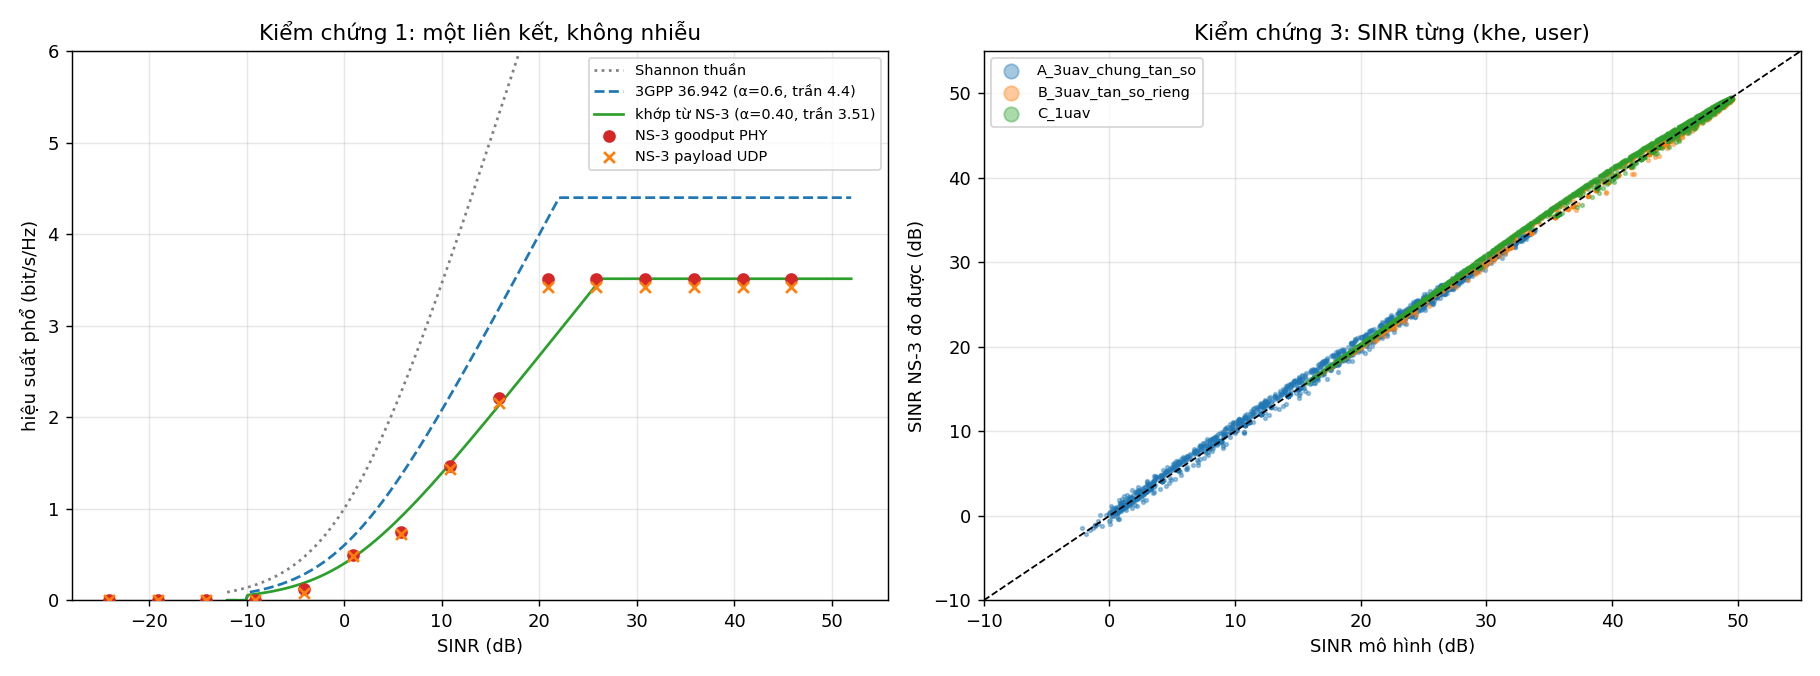 Kiểm chứng 1: một liên kết, không nhiễu
6
5
4
3
2
1
0
hiệu suất phổ (bit/s/Hz)
Shannon thuần
3GPP 36.942 (α=0.6, trần 4.4)
khớp từ NS-3 (α=0.40, trần 3.51)
NS-3 goodput PHY
NS-3 payload UDP
−20
−10
0
10
20
30
40
50
SINR (dB)
Kiểm chứng 3: SINR từng (khe, user)
50
40
30
20
10
0
−10
SINR NS-3 đo được (dB)
A_3uav_chung_tan_so
B_3uav_tan_so_rieng
C_1uav
−10
0
10
20
30
40
50
SINR mô hình (dB)